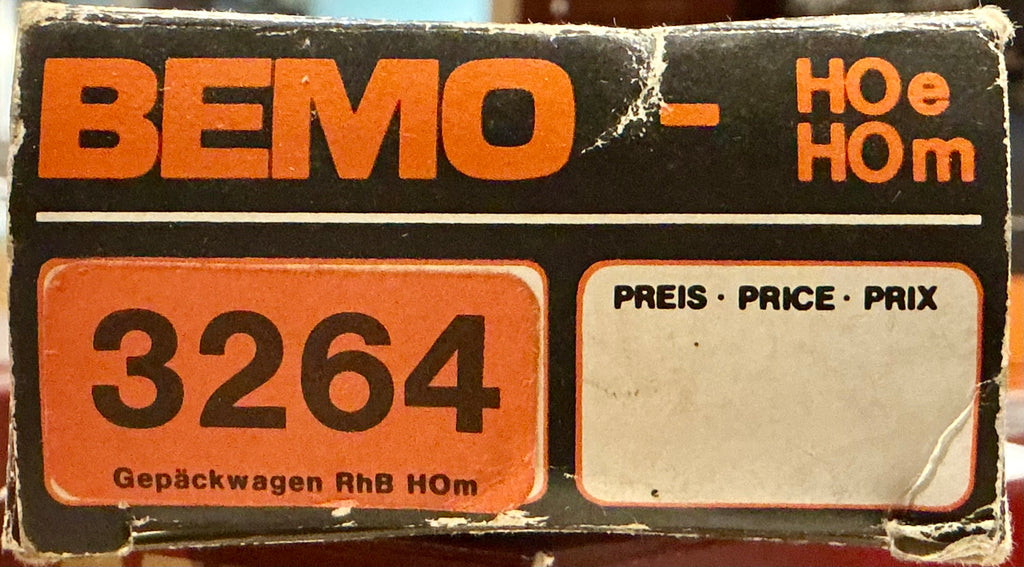 BEMO - HOe
HOm
3264
Gepäckwagen RhB HOm
PREIS · PRICE · PRIX